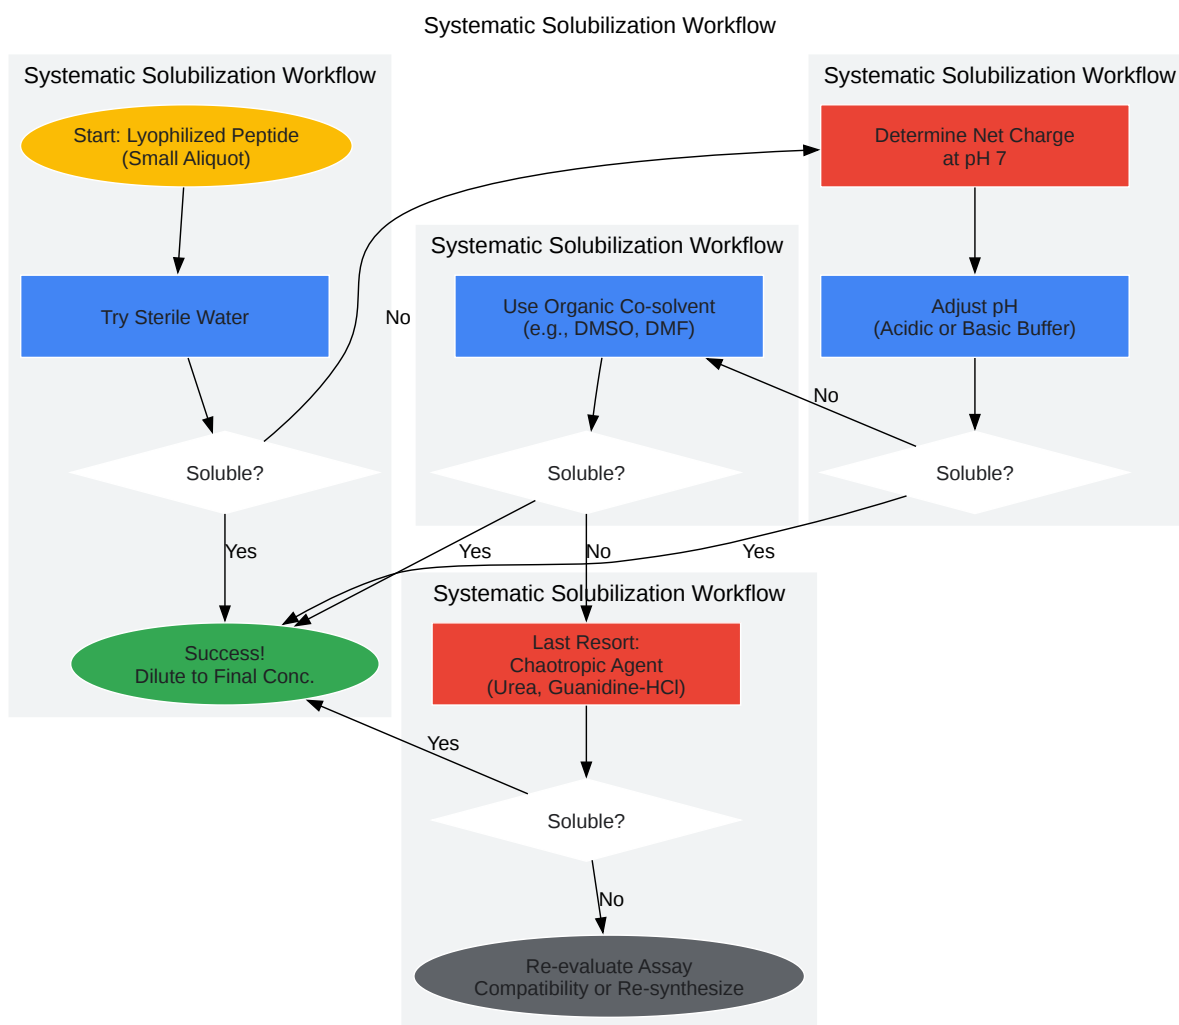 Systematic Solubilization Workflow
Systematic Solubilization Workflow
Start: Lyophilized Peptide
(Small Aliquot)
Try Sterile Water
Soluble?
Yes
No
Success!
Dilute to Final Conc.
Systematic Solubilization Workflow
Determine Net Charge
at pH 7
Adjust pH
(Acidic or Basic Buffer)
Soluble?
No
Yes
Systematic Solubilization Workflow
Use Organic Co-solvent
(e.g., DMSO, DMF)
Soluble?
Yes
No
Systematic Solubilization Workflow
Last Resort:
Chaotropic Agent
(Urea, Guanidine-HCl)
Soluble?
Yes
No
Re-evaluate Assay
Compatibility or Re-synthesize